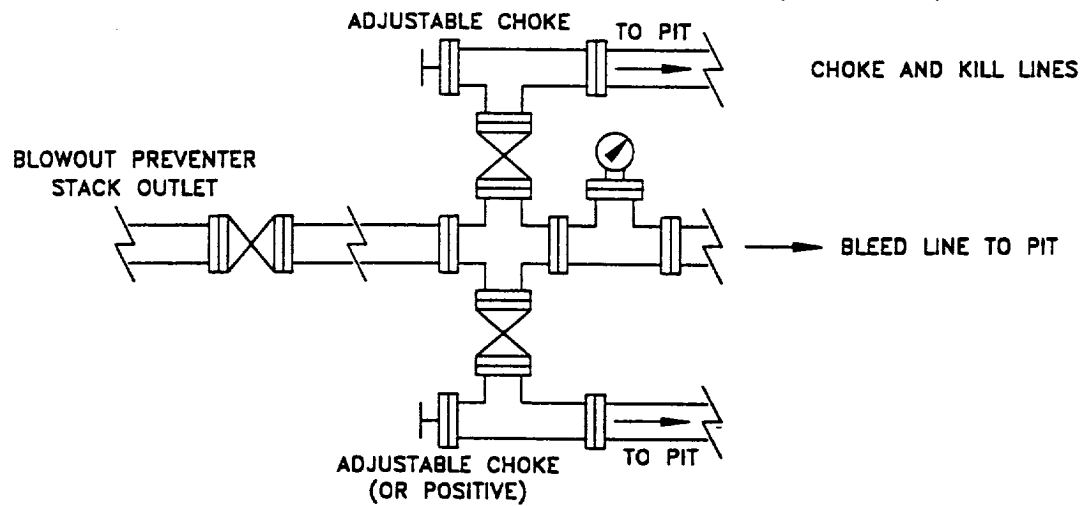 ADJUSTABLE CHOKE
TO PIT
CHOKE AND KILL LINES
BLOWOUT PREVENTER
STACK OUTLET
BLEED LINE TO PIT
ADJUSTABLE CHOKE
(OR POSITIVE)
TO PIT